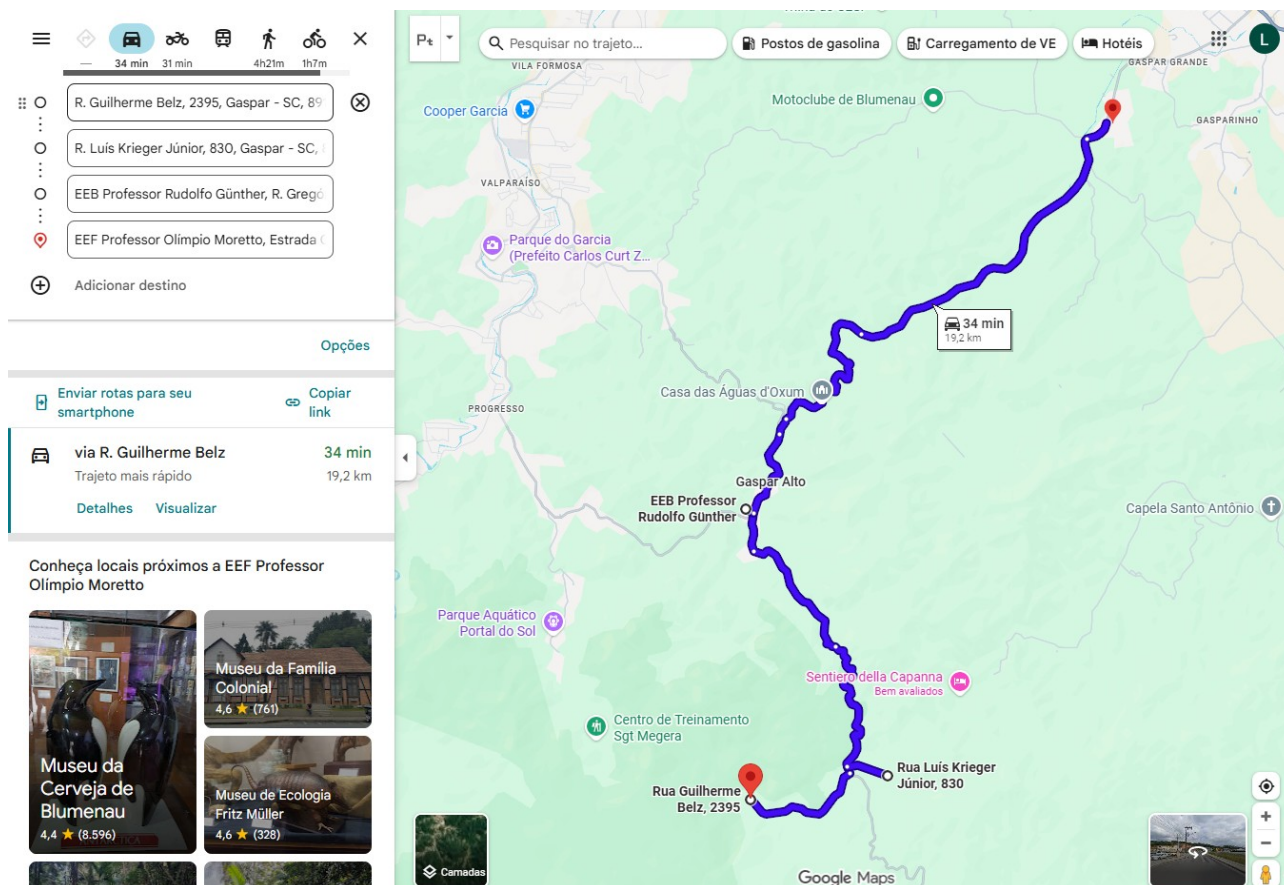 34 min
31 min
4h21m
1h7m
R. Guilherme Belz, 2395, Gaspar - SC, 89
R. Luís Krieger Júnior, 830, Gaspar - SC,
EEB Professor Rudolfo Günther, R. Gregó
EEF Professor Olímpio Moretto, Estrada
Adicionar destino
Opções
Enviar rotas para seu
smartphone
Copiar
link
via R. Guilherme Belz
34 min
Trajeto mais rápido
19,2 km
Detalhes
Visualizar
Conheça locais próximos a EEF Professor
Olímpio Moretto
Museu da
Cerveja de
Blumenau
4,4 ★ (8.596)
Museu da Família
Colonial
4,6 ★ (761)
Museu de Ecologia
Fritz Müller
4,6 ★ (328)
Pesquisar no trajeto...
Postos de gasolina
Carregamento de VE
Hotéis
L
VILA FORMOSA
GASPAR GRANDE
Cooper Garcia
Motoclube de Blumenau
GASPARINHO
VALPARAÍSO
Parque do Garcia
(Prefeito Carlos Curt Z...
34 min
19,2 km
Casa das Águas d'Oxum
PROGRESSO
Gaspar Alto
EEB Professor
Rudolfo Günther
Capela Santo Antônio
Parque Aquático
Portal do Sol
Sentiero della Capanna
Bem avaliados
Centro de Treinamento
Sgt Megera
Rua Luís Krieger
Júnior, 830
Rua Guilherme
Belz, 2395
Camadas
Google Maps